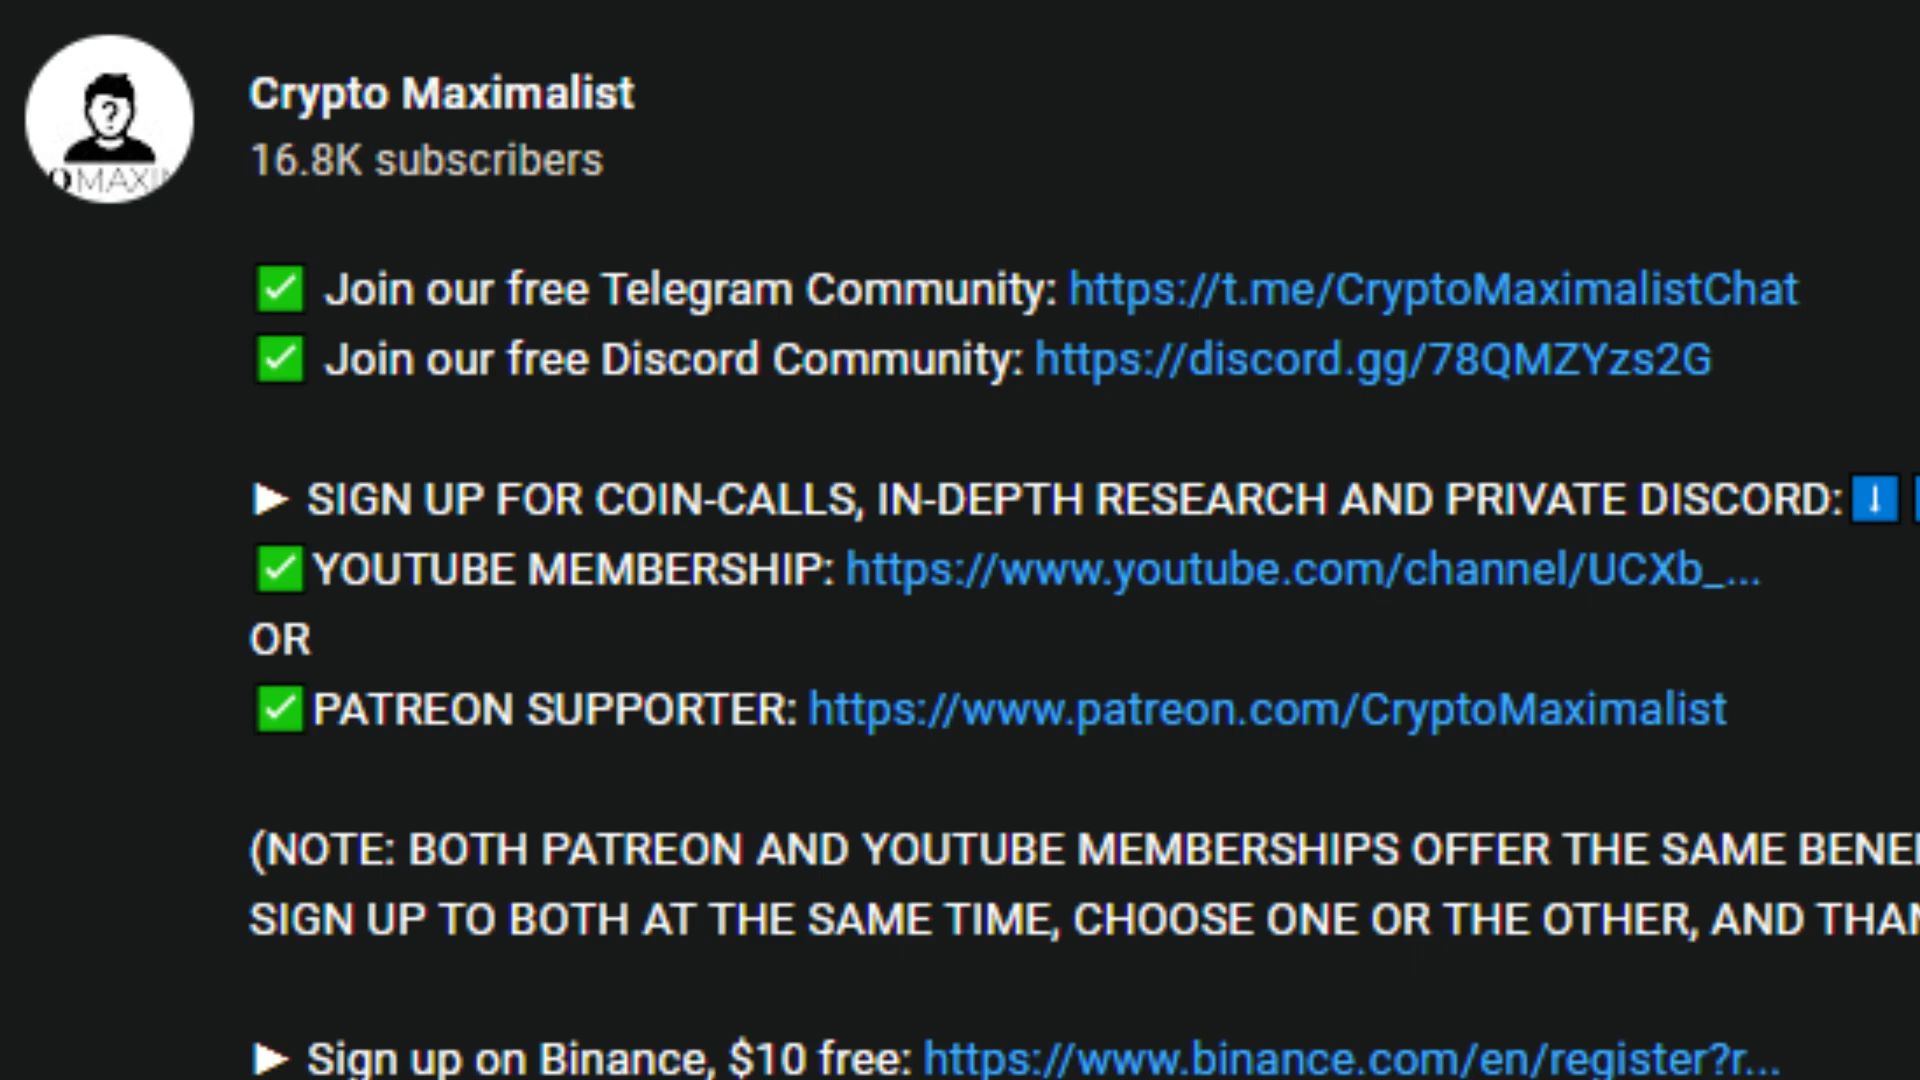 Crypto Maximalist
16.8K subscribers
?
OMAXI
✅ Join our free Telegram Community: https://t.me/CryptoMaximalistChat
✅ Join our free Discord Community: https://discord.gg/78QMZYzs2G
► SIGN UP FOR COIN-CALLS, IN-DEPTH RESEARCH AND PRIVATE DISCORD: ⬇
✅ YOUTUBE MEMBERSHIP: https://www.youtube.com/channel/UCXb_...
OR
✅ PATREON SUPPORTER: https://www.patreon.com/CryptoMaximalist
(NOTE: BOTH PATREON AND YOUTUBE MEMBERSHIPS OFFER THE SAME BENE
SIGN UP TO BOTH AT THE SAME TIME, CHOOSE ONE OR THE OTHER, AND THAN
► Sign up on Binance, $10 free: https://www.binance.com/en/register?r...